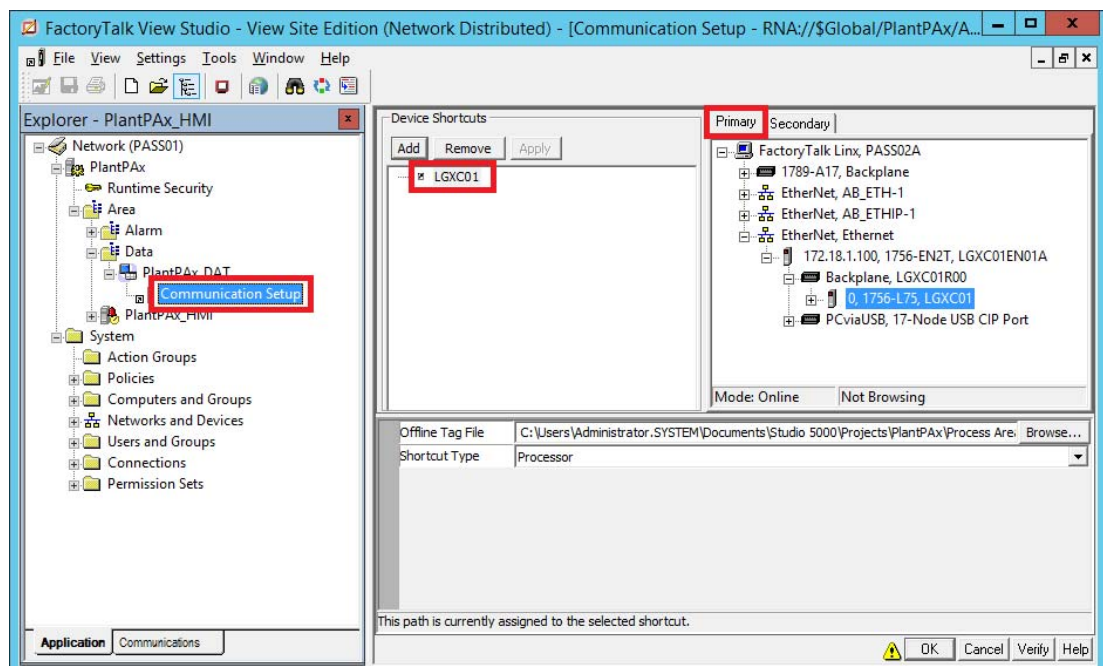 FactoryTalk View Studio - View Site Edition (Network Distributed) - [Communication Setup - RNA://$Global/PlantPAx/A...
File View Settings Tools Window Help
Explorer - PlantPAx_HMI
Network (PASS01)
PlantPAx
Runtime Security
Area
Alarm
Data
PlantPAx_DAT
Communication Setup
PlantPAx_HMI
System
Action Groups
Policies
Computers and Groups
Networks and Devices
Users and Groups
Connections
Permission Sets
Application Communications
Device Shortcuts
Add Remove Apply
LGXC01
Primary Secondary
FactoryTalk Linx, PASS02A
1789-A17, Backplane
EtherNet, AB_ETH-1
EtherNet, AB_ETHIP-1
EtherNet, Ethernet
172.18.1.100, 1756-EN2T, LGXC01EN01A
Backplane, LGXC01R00
0, 1756-L75, LGXC01
PCviaUSB, 17-Node USB CIP Port
Mode: Online Not Browsing
Offline Tag File C:\Users\Administrator.SYSTEM\Documents\Studio 5000\Projects\PlantPAx\Process Area Browse...
Shortcut Type Processor
This path is currently assigned to the selected shortcut.
OK Cancel Verify Help